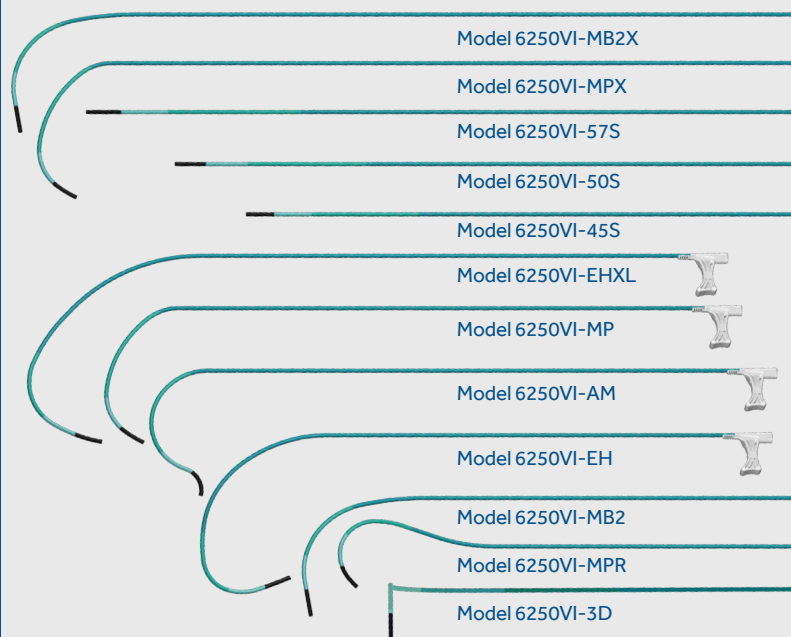 Model 6250VI-MB2X
Model 6250VI-MPX
Model 6250VI-57S
Model 6250VI-50S
Model 6250VI-45S
Model 6250VI-EHXL
Model 6250VI-MP
Model 6250VI-AM
Model 6250VI-EH
Model 6250VI-MB2
Model 6250VI-MPR
Model 6250VI-3D